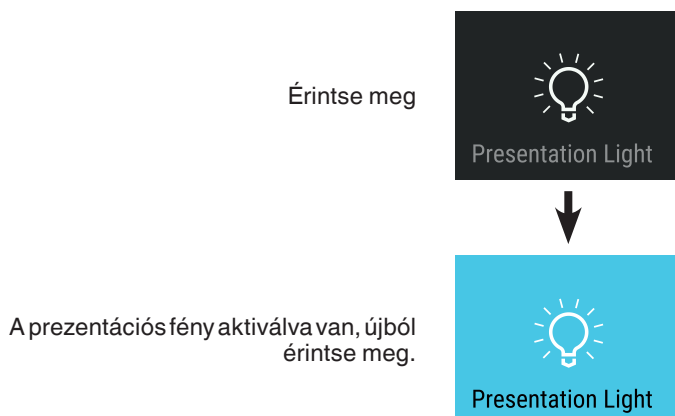 Érintse meg
Presentation Light
A prezentációs fény aktiválva van, újból
érintse meg.
Presentation Light